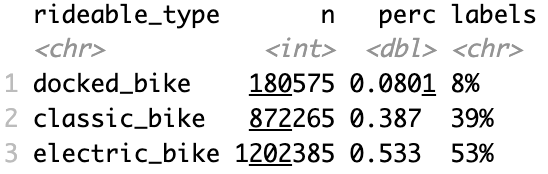 rideable_type n perc labels
<chr> <int> <dbl> <chr>
1 docked_bike 180575 0.0801 8%
2 classic_bike 872265 0.387 39%
3 electric_bike 1202385 0.533 53%